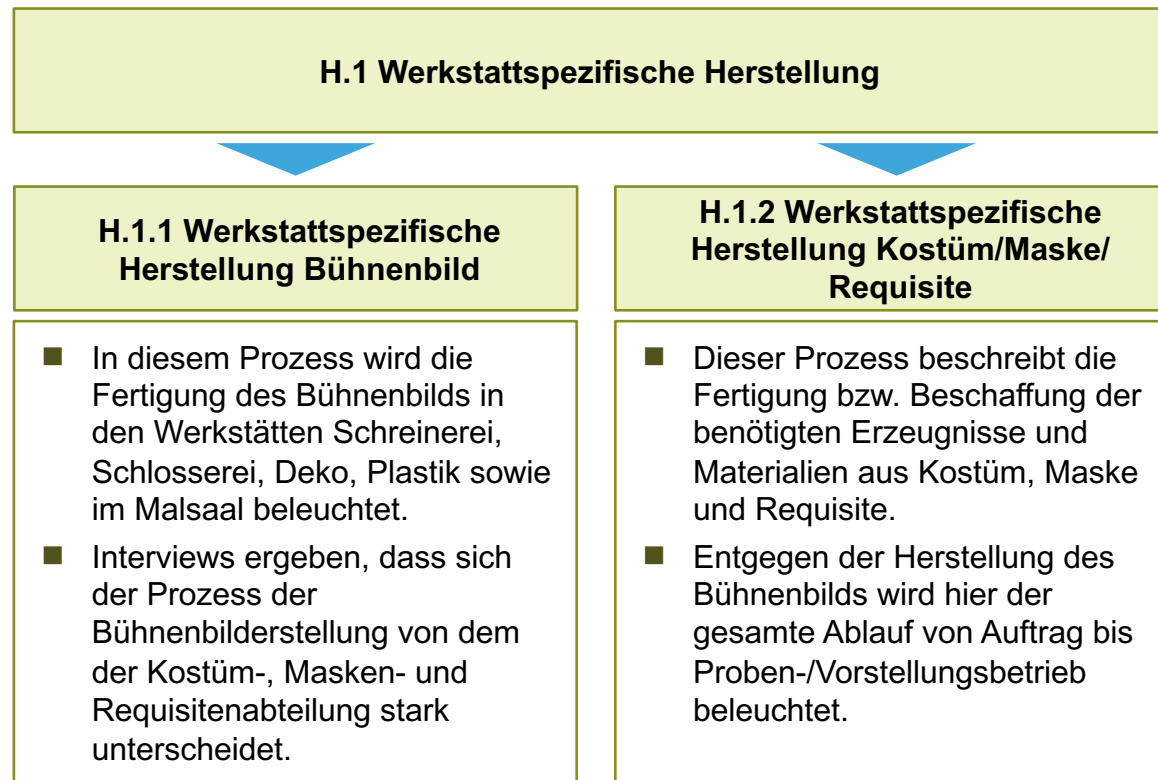 H.1 Werkstattspezifische Herstellung
H.1.1 Werkstattspezifische
Herstellung Bühnenbild
In diesem Prozess wird die
Fertigung des Bühnenbilds in
den Werkstätten Schreinerei,
Schlosserei, Deko, Plastik sowie
im Malsaal beleuchtet.
Interviews ergeben, dass sich
der Prozess der
Bühnenbilderstellung von dem
der Kostüm-, Masken- und
Requisitenabteilung stark
unterscheidet.
H.1.2 Werkstattspezifische
Herstellung Kostüm/Maske/
Requisite
Dieser Prozess beschreibt die
Fertigung bzw. Beschaffung der
benötigten Erzeugnisse und
Materialien aus Kostüm, Maske
und Requisite.
Entgegen der Herstellung des
Bühnenbilds wird hier der
gesamte Ablauf von Auftrag bis
Proben-/Vorstellungsbetrieb
beleuchtet.